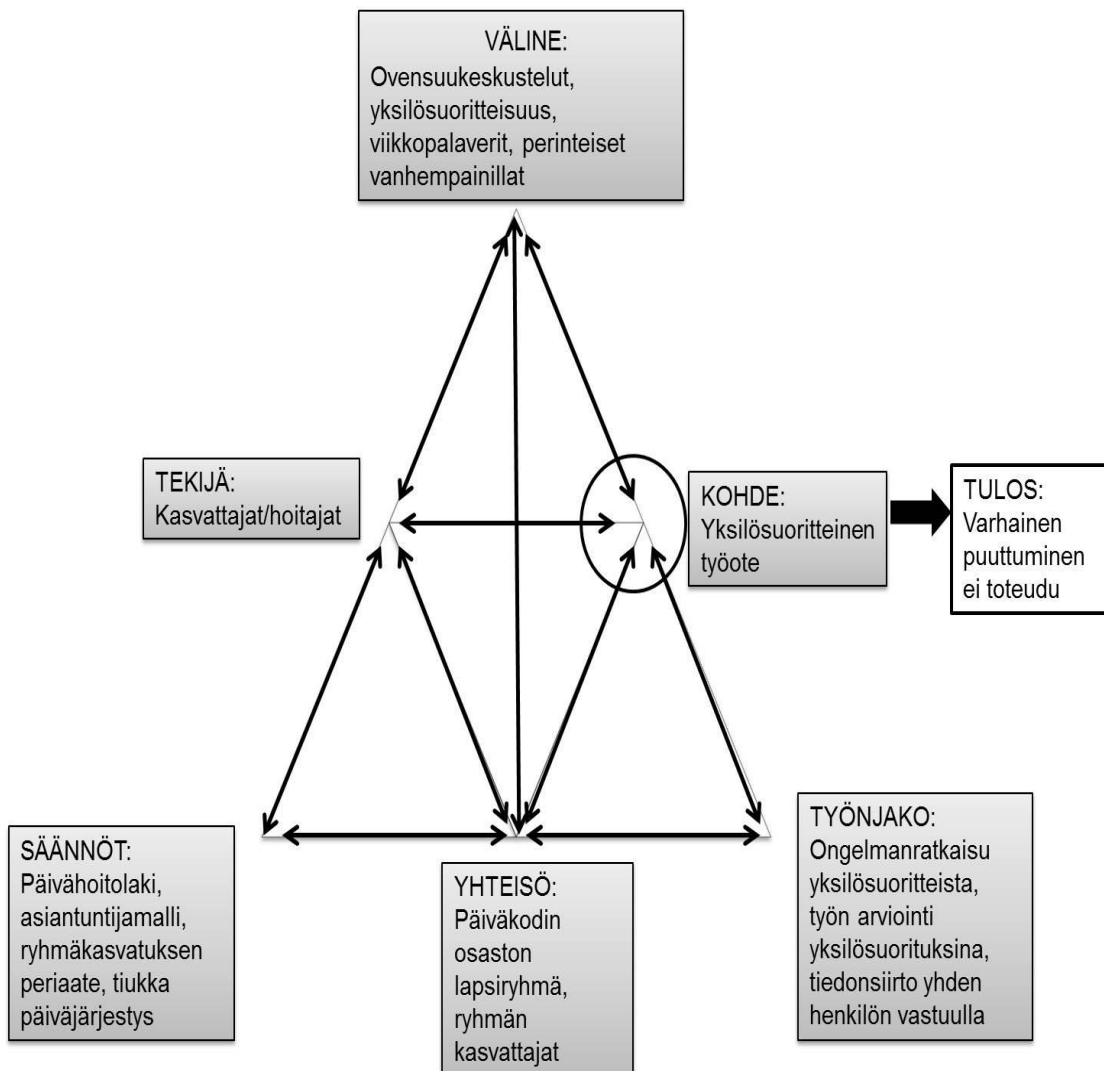 VÄLINE:
Ovensuukeskustelut,
yksilösuoritteisuus,
viikkopalaverit, perinteiset
vanhempainillat
TEKIJÄ:
Kasvattajat/hoitajat
KOHDE:
Yksilösuoritteinen
työote
TULOS:
Varhainen
puuttuminen
ei toteudu
SÄÄNNÖT:
Päivähoitolaki,
asiantuntijamalli,
ryhmäkasvatuksen
periaate, tiukka
päiväjärjestys
YHTEISÖ:
Päiväkodin
osaston
lapsiryhmä,
ryhmän
kasvattajat
TYÖNJAKO:
Ongelmanratkaisu
yksilösuoritteista,
työn arviointi
yksilösuorituksina,
tiedonsiirto yhden
henkilön vastuulla